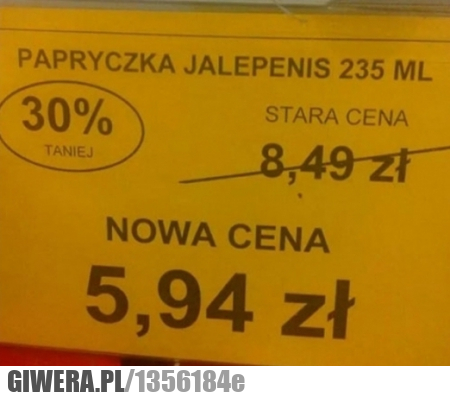 PAPRYCZKA JALEPENIS 235 ML
30%
TANIEJ
STARA CENA
8,49 zł
NOWA CENA
5,94 zł
GIWERA.PL/1356184e